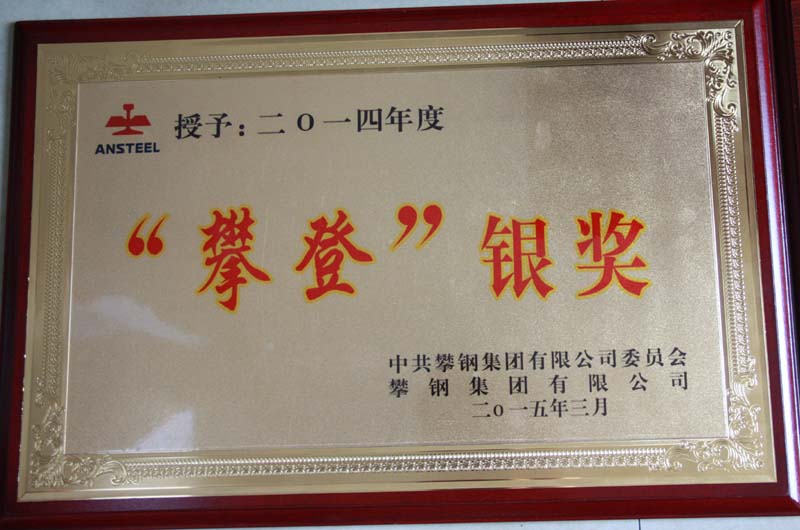 ANSTEEL
授予:二O一四年度
“攀登”银奖
中共攀钢集团有限公司委员会
攀钢集团有限公司
二o一五年三月